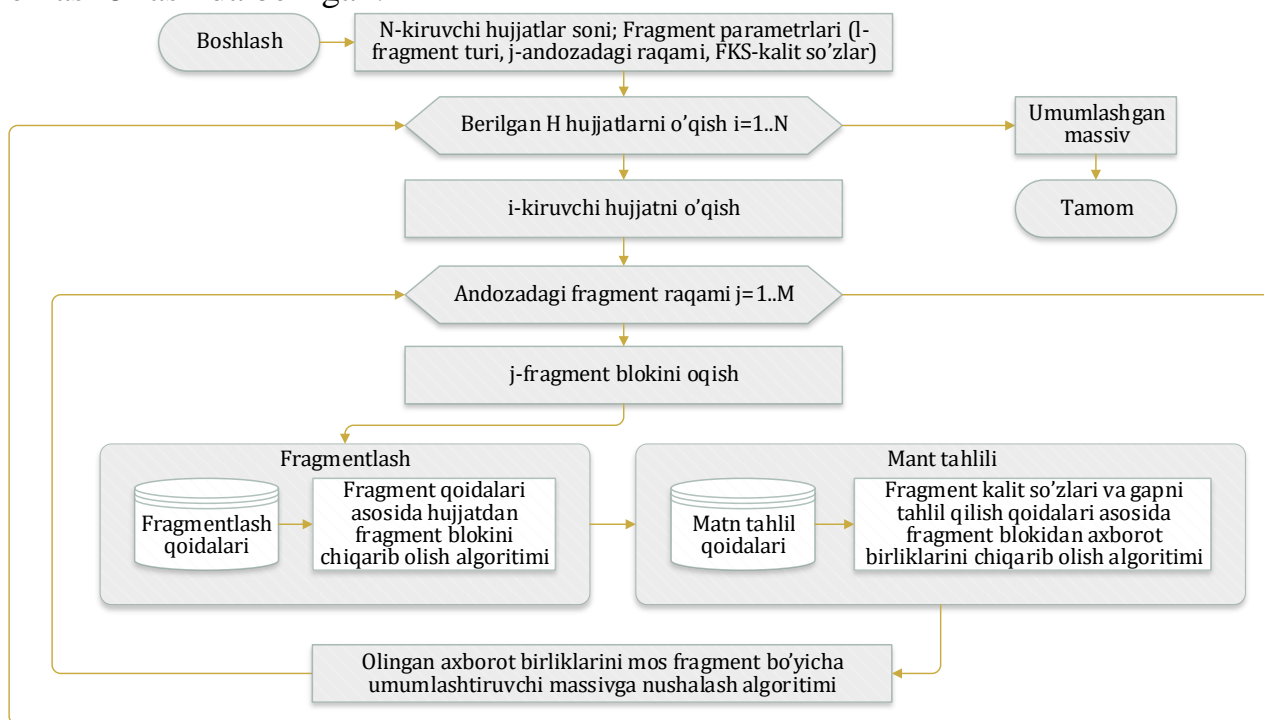 Boshlash
N-kiruvchi hujjatlar soni; Fragment parametrlari (I-
fragment turi, j-andozadagi raqami, FKS-kalit so’zlar)
Berilgan H hujjatlarni o’qish i=1..N
Umumlashgan
massiv
i-kiruvchi hujjatni o’qish
Tamom
Andozadagi fragment raqami j=1..M
j-fragment blokini oqish
Fragmentlash
Fragmentlash
qoidalari
Fragment qoidalari
asosida hujjatdan
fragment blokini
chiqarib olish algoritimi
Mant tahlili
Matn tahlil
qoidalari
Fragment kalit so’zlari va gapni
tahlil qilish qoidalari asosida
fragment blokidan axborot
birliklarini chiqarib olish algoritimi
Olingan axborot birliklarini mos fragment bo’yicha
umumlashtiruvchi massivga nushalash algoritimi